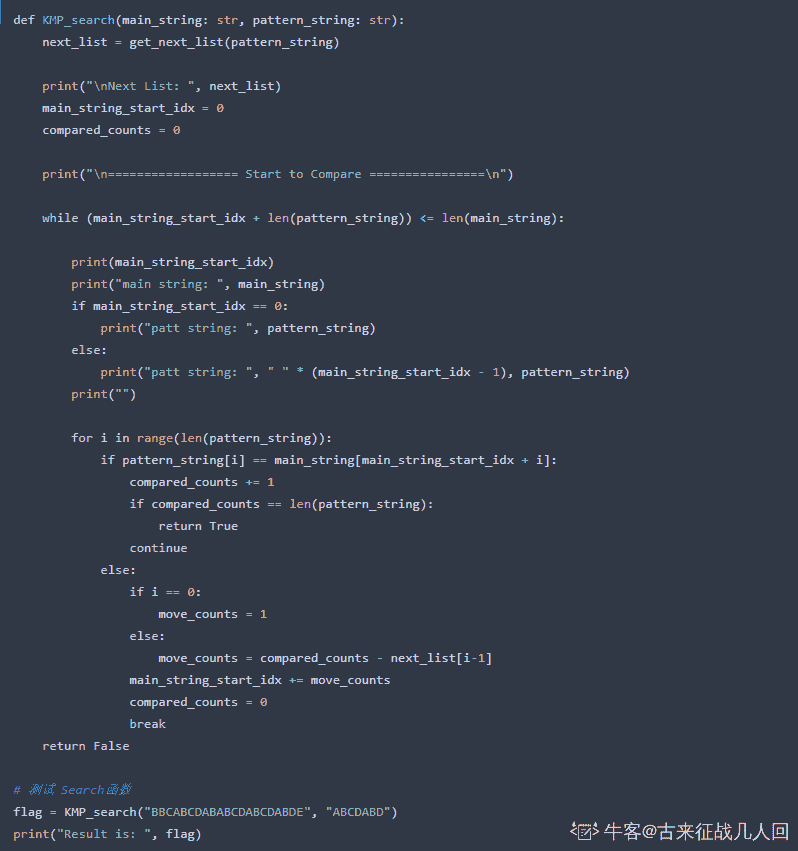 def KMP_search(main_string: str, pattern_string: str):
    next_list = get_next_list(pattern_string)

    print("\nNext List: ", next_list)
    main_string_start_idx = 0
    compared_counts = 0

    print("\n================== Start to Compare ================\n")

    while (main_string_start_idx + len(pattern_string)) <= len(main_string):

        print(main_string_start_idx)
        print("main string: ", main_string)
        if main_string_start_idx == 0:
            print("patt string: ", pattern_string)
        else:
            print("patt string: ", " " * (main_string_start_idx - 1), pattern_string)
        print("")

        for i in range(len(pattern_string)):
            if pattern_string[i] == main_string[main_string_start_idx + i]:
                compared_counts += 1
                if compared_counts == len(pattern_string):
                    return True
                continue
            else:
                if i == 0:
                    move_counts = 1
                else:
                    move_counts = compared_counts - next_list[i-1]
                main_string_start_idx += move_counts
                compared_counts = 0
                break
    return False

# 测试 Search函数
flag = KMP_search("BBCABCDABABCDABCDABDE", "ABCDABD")
print("Result is: ", flag)
牛客@古来征战几人回